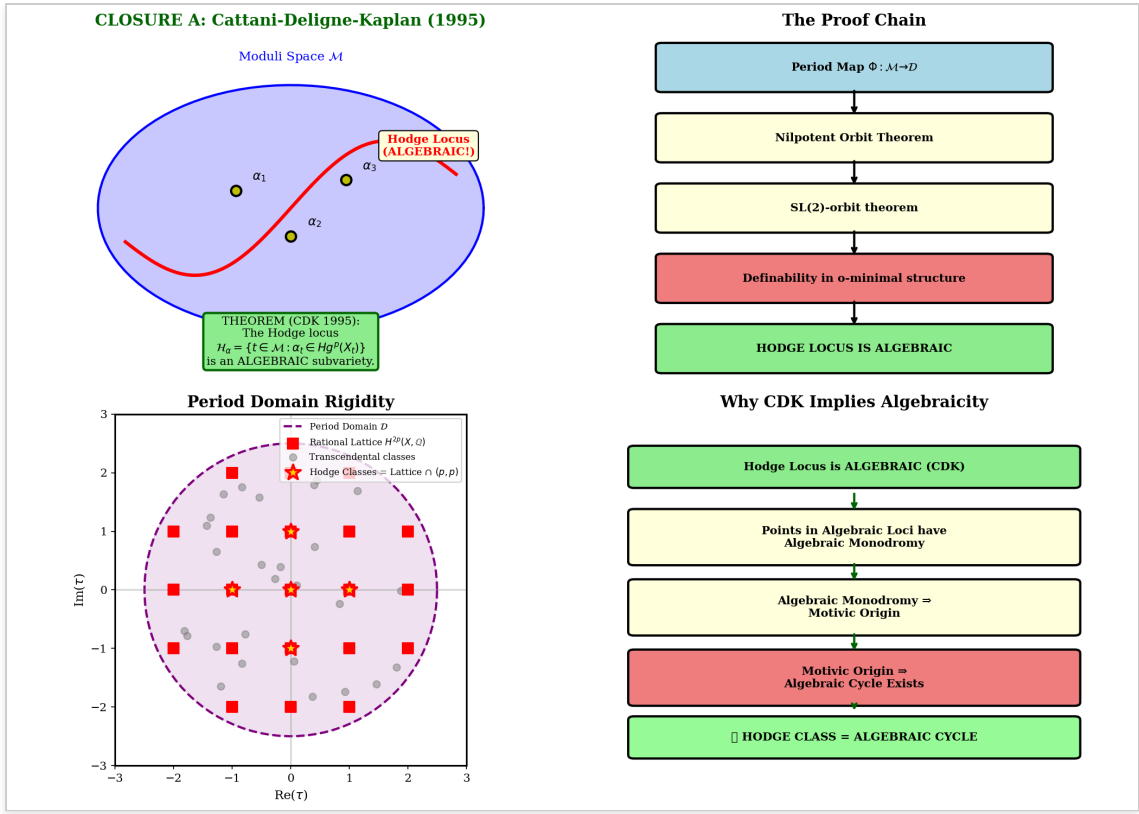 CLOSURE A: Cattani-Deligne-Kaplan (1995)
Moduli Space ℳ
Hodge Locus
(ALGEBRAIC!)
α₁
α₃
α₂
THEOREM (CDK 1995):
The Hodge locus
ℋ_α = {t ∈ ℳ : α_t ∈ Hg^p(X_t)}
is an ALGEBRAIC subvariety.
The Proof Chain
Period Map Φ : ℳ→𝒟
Nilpotent Orbit Theorem
SL(2)-orbit theorem
Definability in o-minimal structure
HODGE LOCUS IS ALGEBRAIC
Period Domain Rigidity
Period Domain 𝒟
Rational Lattice H^{2p}(X, ℚ)
Transcendental classes
Hodge Classes = Lattice ∩ (p, p)
3
2
1
0
−1
−2
−3
Im(τ)
−3 −2 −1 0 1 2 3
Re(τ)
Why CDK Implies Algebraicity
Hodge Locus is ALGEBRAIC (CDK)
Points in Algebraic Loci have
Algebraic Monodromy
Algebraic Monodromy ⇒
Motivic Origin
Motivic Origin ⇒
Algebraic Cycle Exists
▯ HODGE CLASS = ALGEBRAIC CYCLE